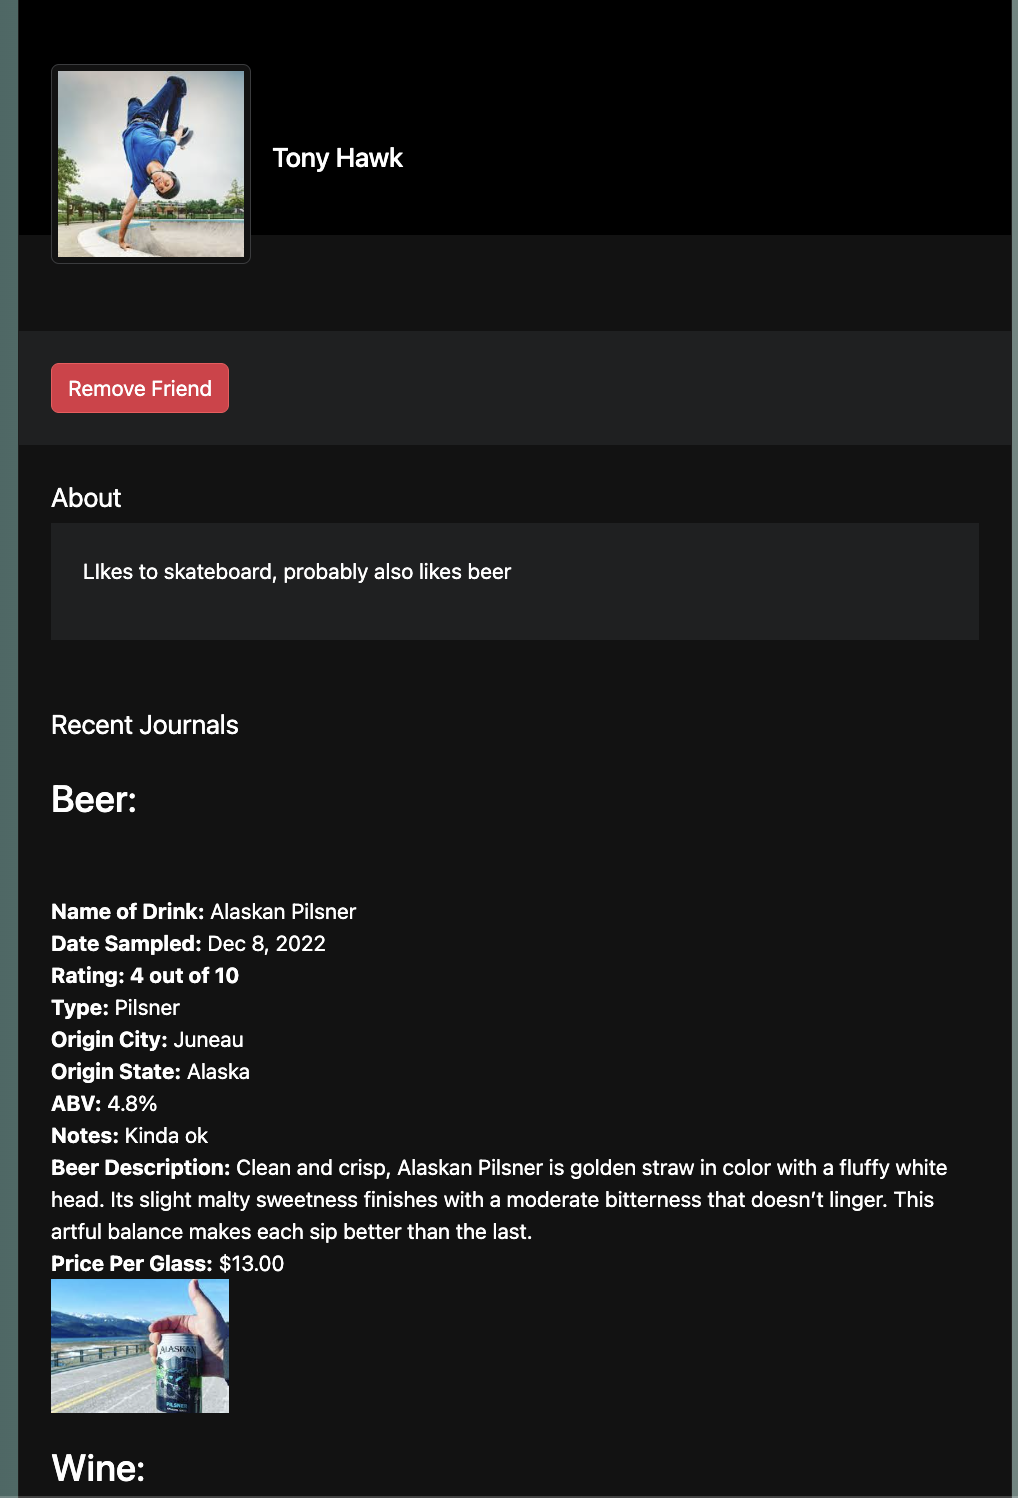 Tony Hawk
Remove Friend
About
LIkes to skateboard, probably also likes beer
Recent Journals
Beer:
Name of Drink: Alaskan Pilsner
Date Sampled: Dec 8, 2022
Rating: 4 out of 10
Type: Pilsner
Origin City: Juneau
Origin State: Alaska
ABV: 4.8%
Notes: Kinda ok
Beer Description: Clean and crisp, Alaskan Pilsner is golden straw in color with a fluffy white
head. Its slight malty sweetness finishes with a moderate bitterness that doesn’t linger. This
artful balance makes each sip better than the last.
Price Per Glass: $13.00
ALASKAN
PILSNER
Wine: